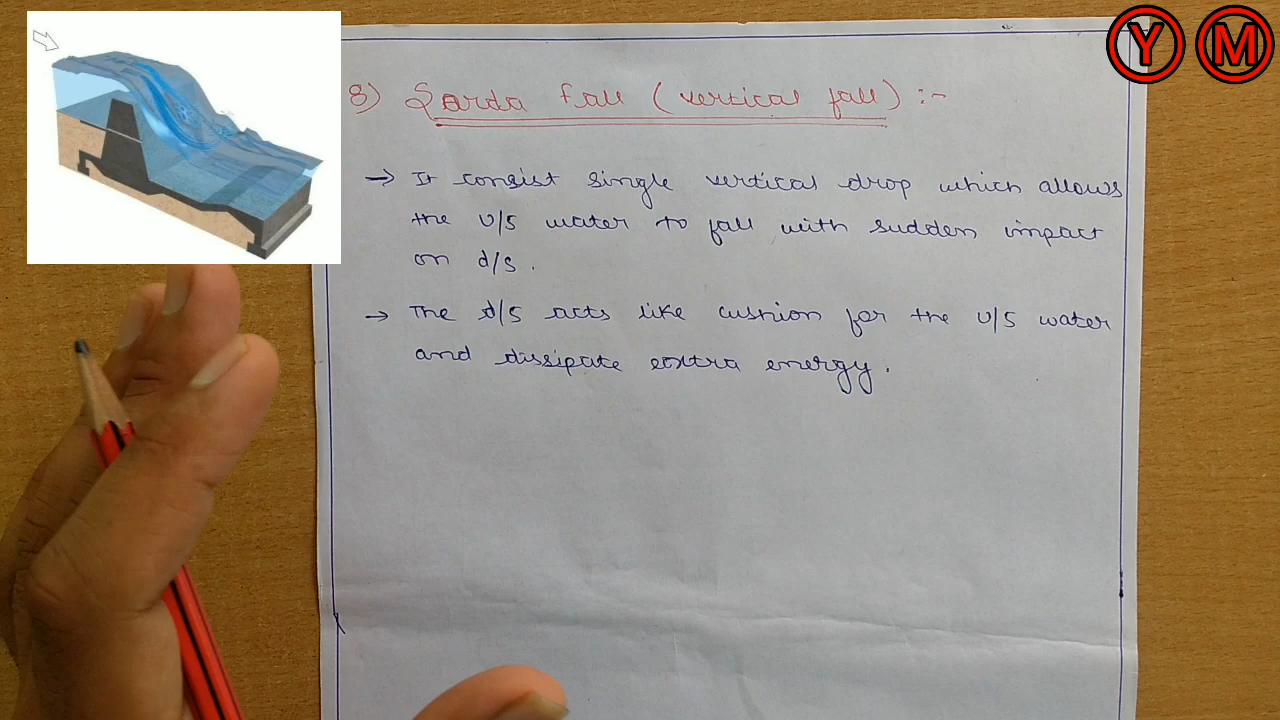 Y M
8) Sarda fall (vertical fall) :-
→ It consist single vertical drop which allows
the U/S water to fall with sudden impact
on d/s.
→ The d/s acts like cushion for the U/S water
and dissipate extra energy.